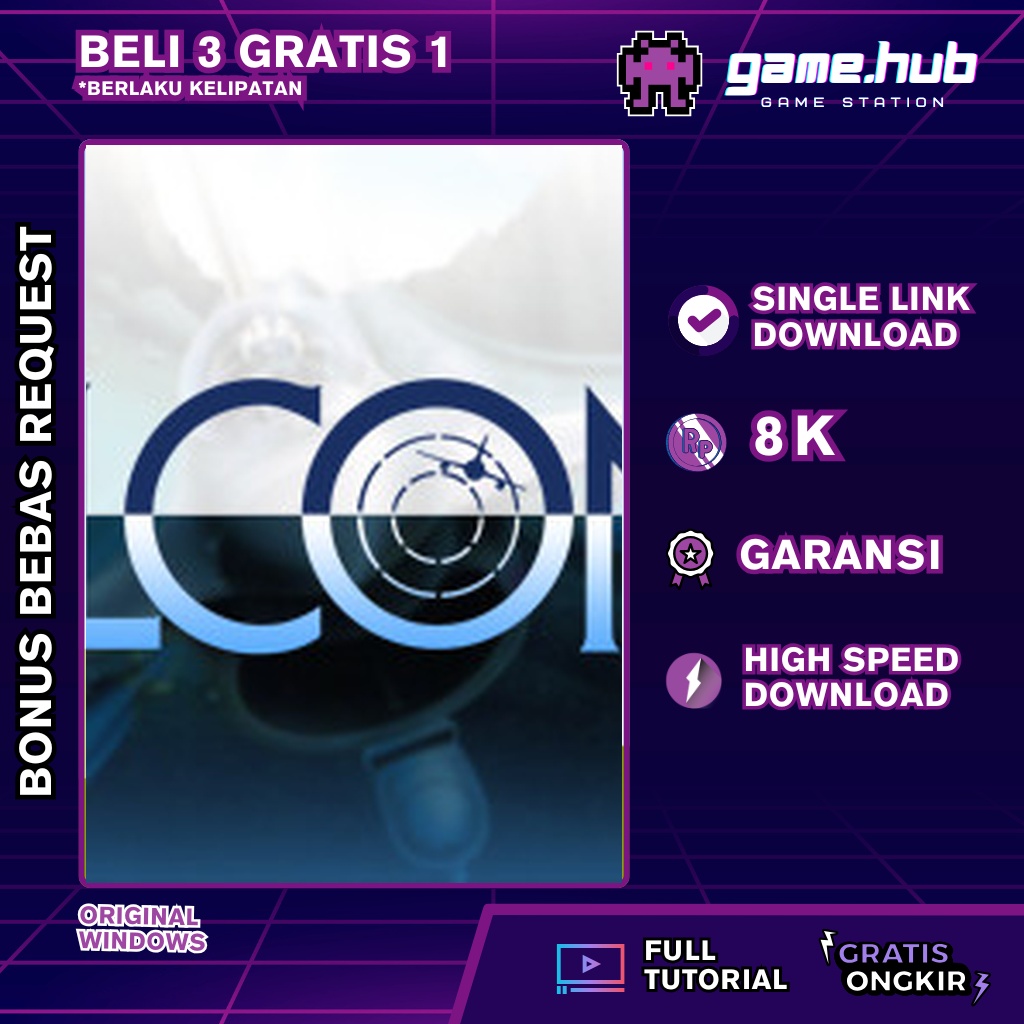 BELI 3 GRATIS 1
*BERLAKU KELIPATAN
game.hub
GAME STATION
BONUS BEBAS REQUEST
LCON
SINGLE LINK
DOWNLOAD
Rp
8K
GARANSI
HIGH SPEED
DOWNLOAD
ORIGINAL
WINDOWS
FULL
TUTORIAL
GRATIS
ONGKIR